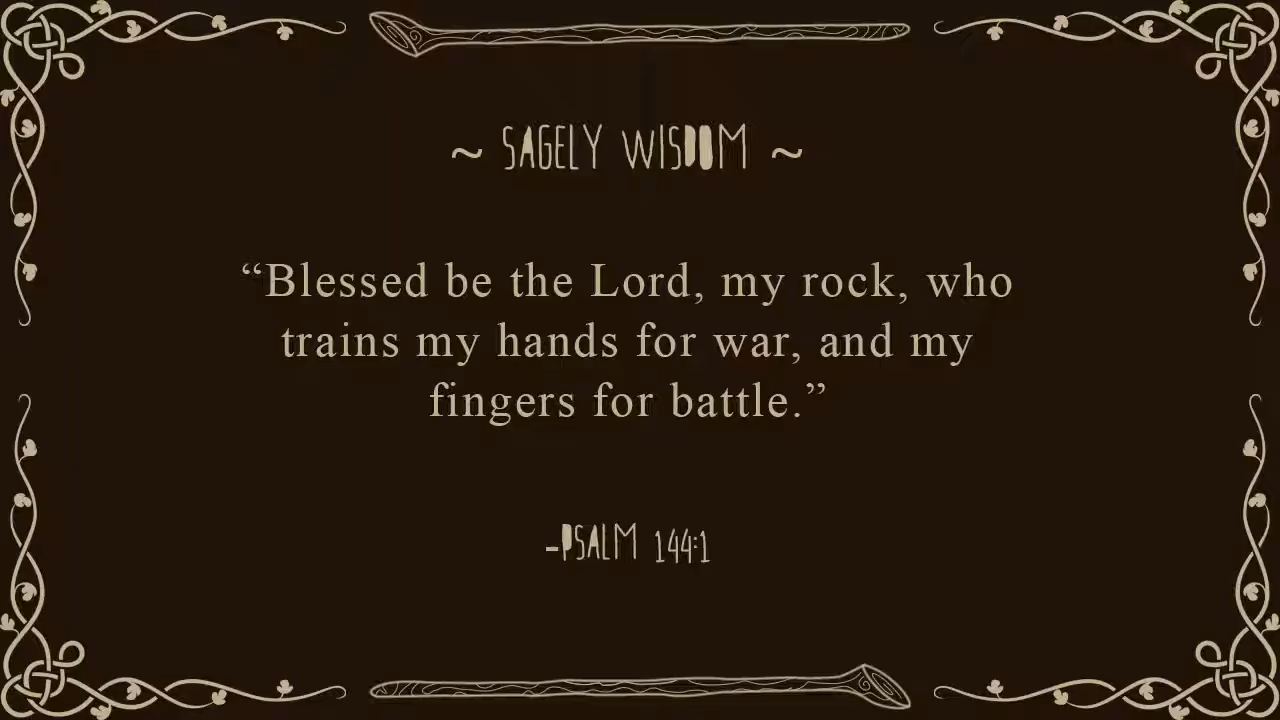 ~ SAGELY WISDOM ~
“Blessed be the Lord, my rock, who
trains my hands for war, and my
fingers for battle.”
-PSALM 144:1